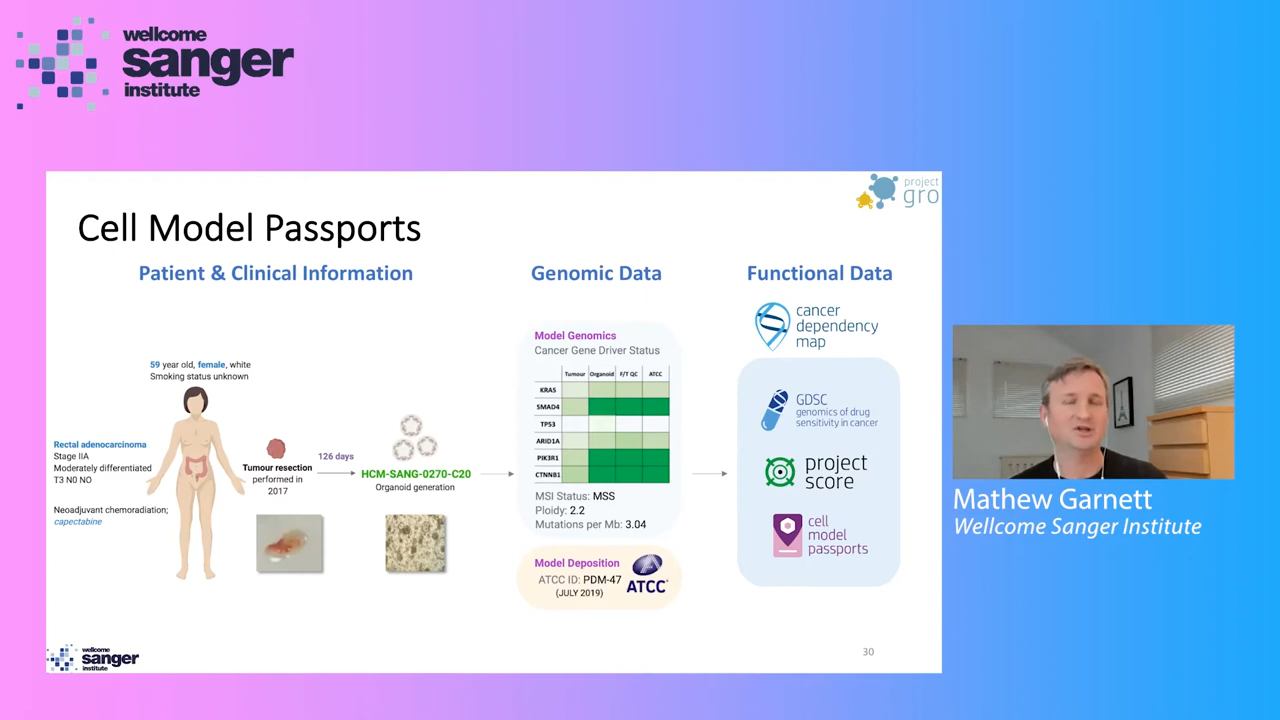 wellcome
sanger
institute
project
gro
Cell Model Passports
Patient & Clinical Information
Genomic Data
Functional Data
59 year old, female, white
Smoking status unknown
Rectal adenocarcinoma
Stage IIA
Moderately differentiated
T3 N0 NO
Neoadjuvant chemoradiation;
capectabine
Tumour resection
performed in
2017
126 days
HCM-SANG-0270-C20
Organoid generation
Model Genomics
Cancer Gene Driver Status
Tumour Organoid F/T QC ATCC
KRAS
SMAD4
TP53
ARID1A
PIK3R1
CTNNB1
MSI Status: MSS
Ploidy: 2.2
Mutations per Mb: 3.04
Model Deposition
ATCC ID: PDM-47
(JULY 2019)
ATCC
cancer
dependency
map
GDSC
genomics of drug
sensitivity in cancer
project
score
cell
model
passports
wellcome
sanger
institute
30
Mathew Garnett
Wellcome Sanger Institute